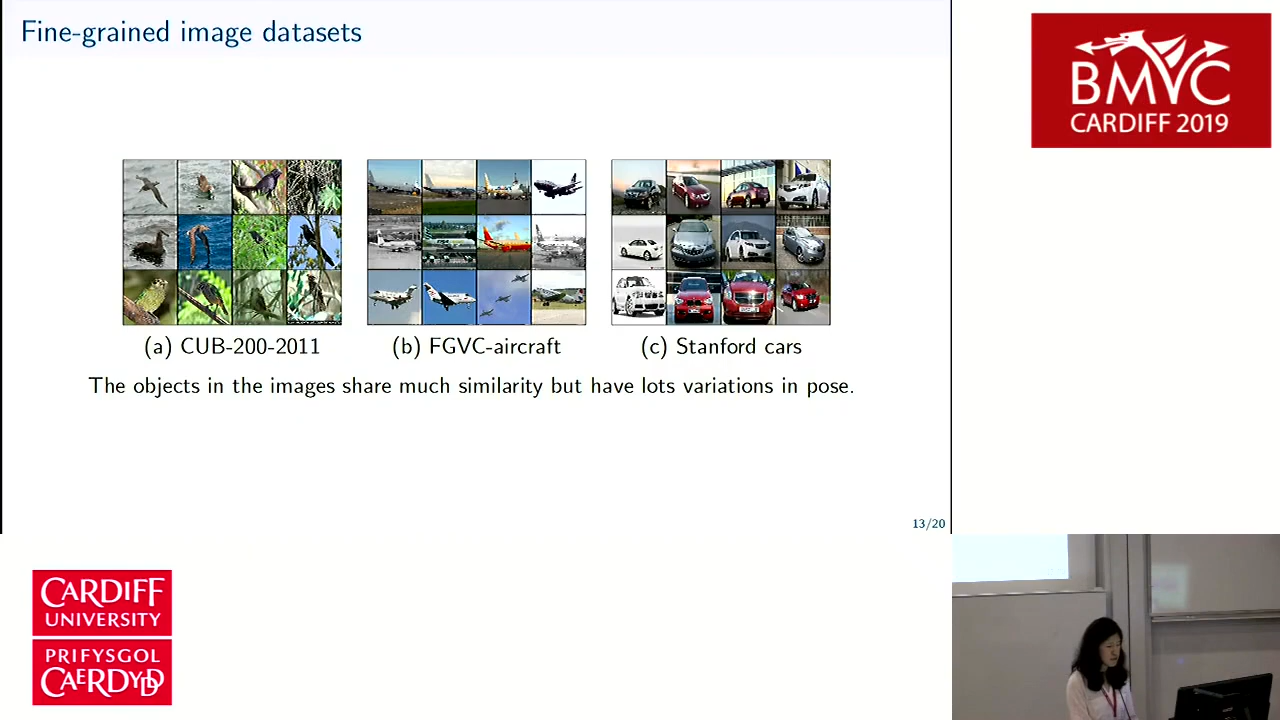 Fine-grained image datasets
BMVC
CARDIFF 2019
(a) CUB-200-2011
(b) FGVC-aircraft
(c) Stanford cars
The objects in the images share much similarity but have lots variations in pose.
13/20
CARDIFF
UNIVERSITY
PRIFYSGOL
CAERDYDD